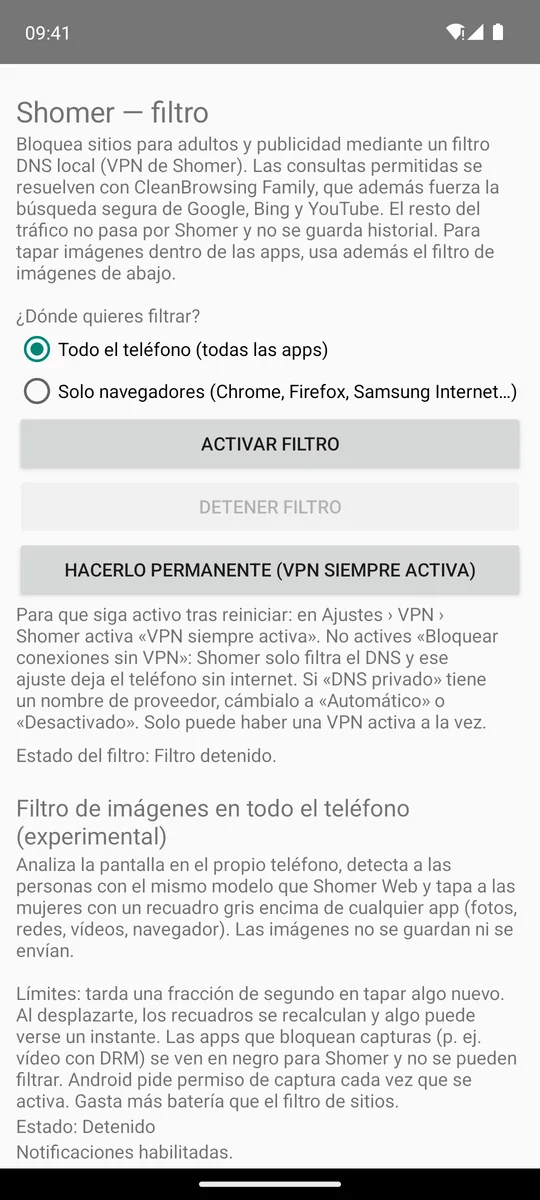 09:41
Shomer — filtro
Bloquea sitios para adultos y publicidad mediante un filtro
DNS local (VPN de Shomer). Las consultas permitidas se
resuelven con CleanBrowsing Family, que además fuerza la
búsqueda segura de Google, Bing y YouTube. El resto del
tráfico no pasa por Shomer y no se guarda historial. Para
tapar imágenes dentro de las apps, usa además el filtro de
imágenes de abajo.
¿Dónde quieres filtrar?
Todo el teléfono (todas las apps)
Solo navegadores (Chrome, Firefox, Samsung Internet…)
ACTIVAR FILTRO
DETENER FILTRO
HACERLO PERMANENTE (VPN SIEMPRE ACTIVA)
Para que siga activo tras reiniciar: en Ajustes › VPN ›
Shomer activa «VPN siempre activa». No actives «Bloquear
conexiones sin VPN»: Shomer solo filtra el DNS y ese
ajuste deja el teléfono sin internet. Si «DNS privado» tiene
un nombre de proveedor, cámbialo a «Automático» o
«Desactivado». Solo puede haber una VPN activa a la vez.
Estado del filtro: Filtro detenido.
Filtro de imágenes en todo el teléfono
(experimental)
Analiza la pantalla en el propio teléfono, detecta a las
personas con el mismo modelo que Shomer Web y tapa a las
mujeres con un recuadro gris encima de cualquier app (fotos,
redes, vídeos, navegador). Las imágenes no se guardan ni se
envían.
Límites: tarda una fracción de segundo en tapar algo nuevo.
Al desplazarte, los recuadros se recalculan y algo puede
verse un instante. Las apps que bloquean capturas (p. ej.
vídeo con DRM) se ven en negro para Shomer y no se pueden
filtrar. Android pide permiso de captura cada vez que se
activa. Gasta más batería que el filtro de sitios.
Estado: Detenido
Notificaciones habilitadas.